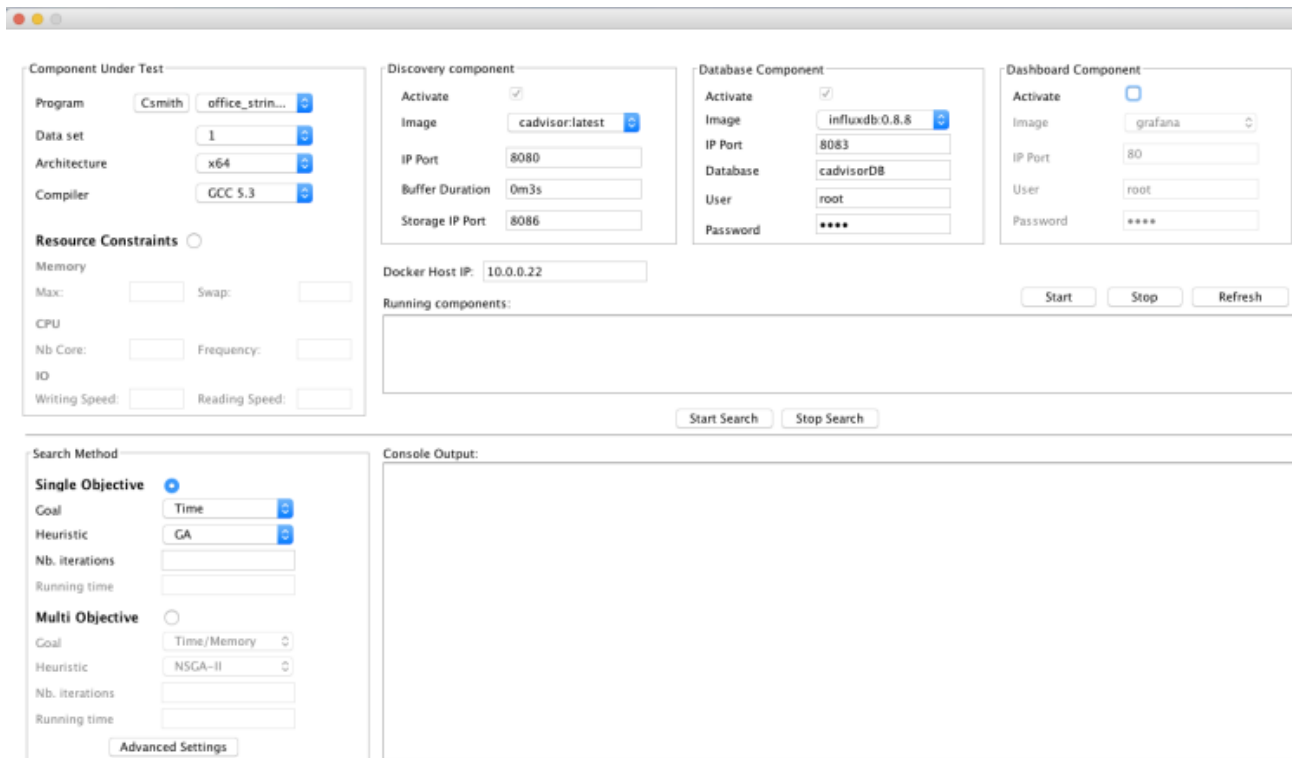 Component Under Test
Program Csmith office_strin...
Data set 1
Architecture x64
Compiler GCC 5.3
Resource Constraints
Memory
Max: Swap:
CPU
Nb Core: Frequency:
IO
Writing Speed: Reading Speed:
Discovery component
Activate
Image cadvisor:latest
IP Port 8080
Buffer Duration 0m3s
Storage IP Port 8086
Database Component
Activate
Image influxdb:0.8.8
IP Port 8083
Database cadvisorDB
User root
Password ••••
Dashboard Component
Activate
Image grafana
IP Port 80
User root
Password ••••
Docker Host IP: 10.0.0.22
Running components:
Start Stop Refresh
Start Search Stop Search
Search Method
Single Objective
Goal Time
Heuristic GA
Nb. iterations
Running time
Multi Objective
Goal Time/Memory
Heuristic NSGA-II
Nb. iterations
Running time
Advanced Settings
Console Output: